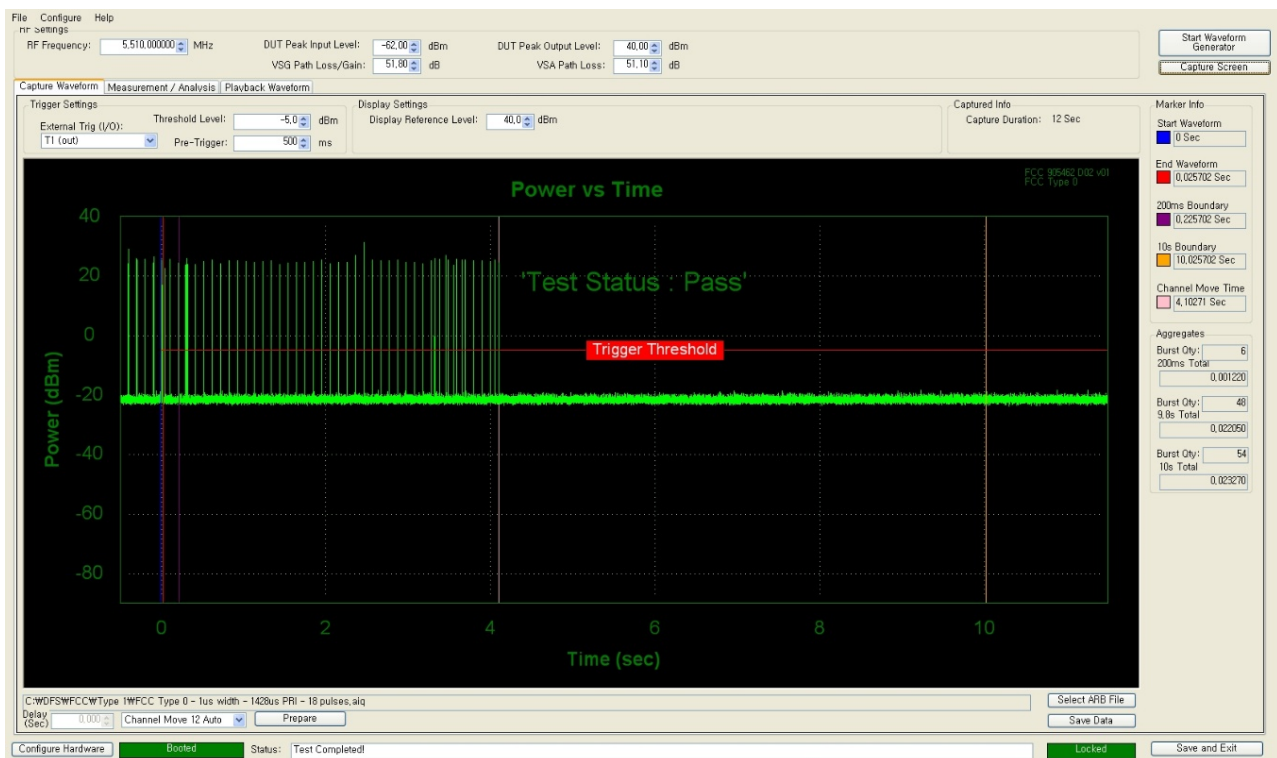 File Configure Help
RF Settings
RF Frequency: 5,510.000000 MHz DUT Peak Input Level: -62,00 dBm DUT Peak Output Level: 40,00 dBm
VSG Path Loss/Gain: 51,80 dB VSA Path Loss: 51,10 dB
Start Waveform Generator
Capture Screen
Capture Waveform Measurement / Analysis Playback Waveform
Trigger Settings
External Trig (I/O): Threshold Level: -5,0 dBm
T1 (out) Pre-Trigger: 500 ms
Display Settings
Display Reference Level: 40,0 dBm
Captured Info
Capture Duration: 12 Sec
Marker Info
Start Waveform
0 Sec
End Waveform
0,025702 Sec
200ms Boundary
0,225702 Sec
10s Boundary
10,025702 Sec
Channel Move Time
4,10271 Sec
Aggregates
Burst Qty: 6
200ms Total
0,001220
Burst Qty: 48
9,8s Total
0,022050
Burst Qty: 54
10s Total
0,023270
FCC 905462 D02 v01
FCC Type 0
Power vs Time
'Test Status : Pass'
Trigger Threshold
Power (dBm)
40
20
0
-20
-40
-60
-80
0 2 4 6 8 10
Time (sec)
C:₩DFS₩FCC₩Type 1₩FCC Type 0 - 1us width - 1428us PRI - 18 pulses,aiq
Select ARB File
Delay (Sec) 0.000 Channel Move 12 Auto Prepare
Save Data
Configure Hardware Booted Status: Test Completed! Locked Save and Exit